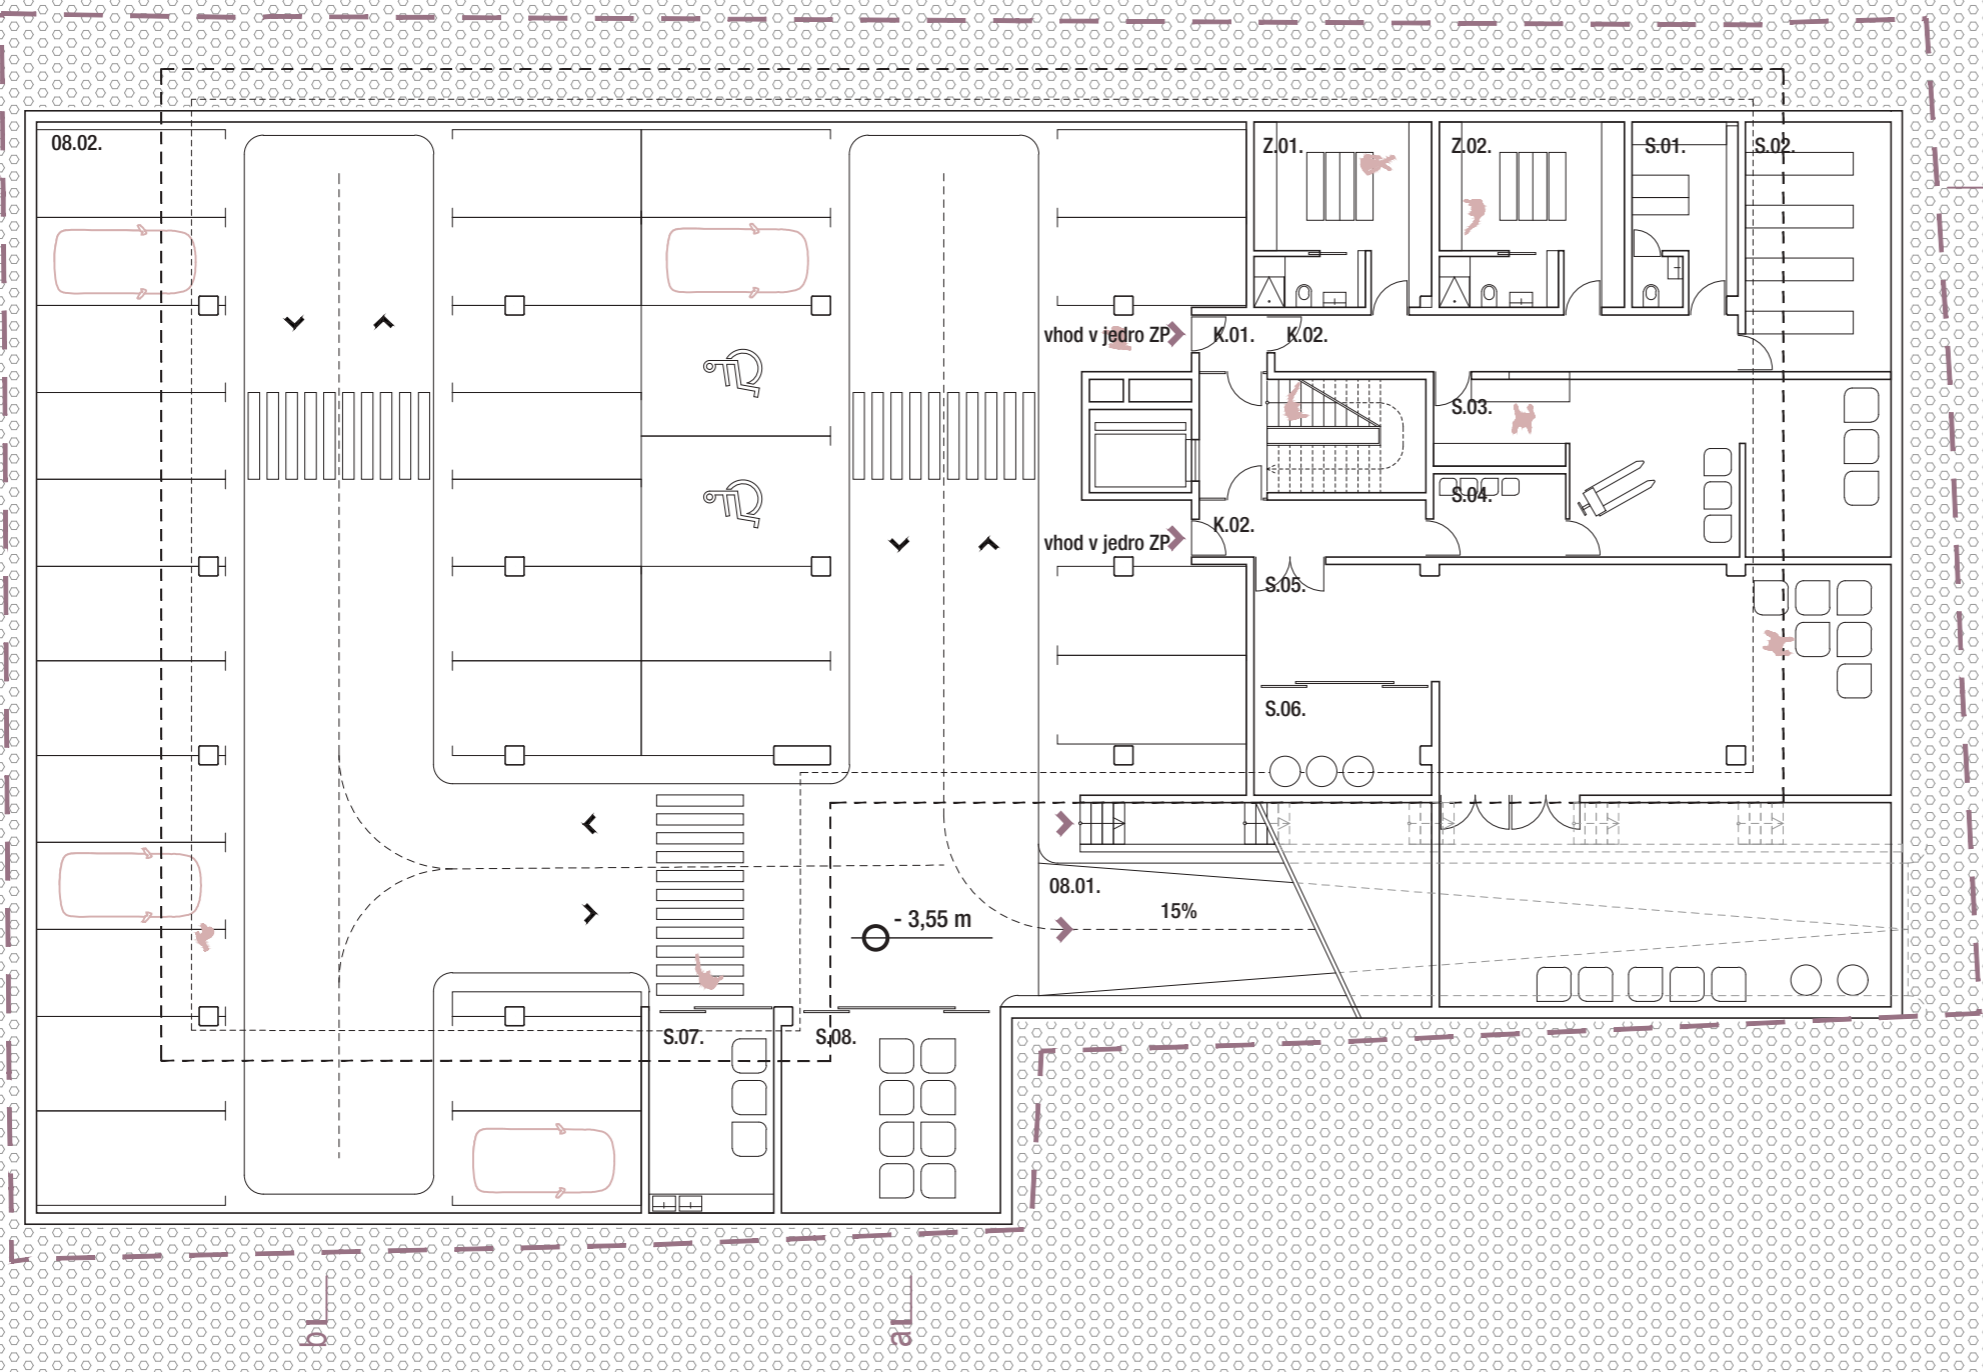 08.02.
Z.01.
Z.02.
S.01.
S.02.
vhod v jedro ZP
K.01.
K.02.
S.03.
S.04.
K.02.
vhod v jedro ZP
S.05.
S.06.
08.01.
15%
- 3,55 m
S.07.
S.08.
b
a